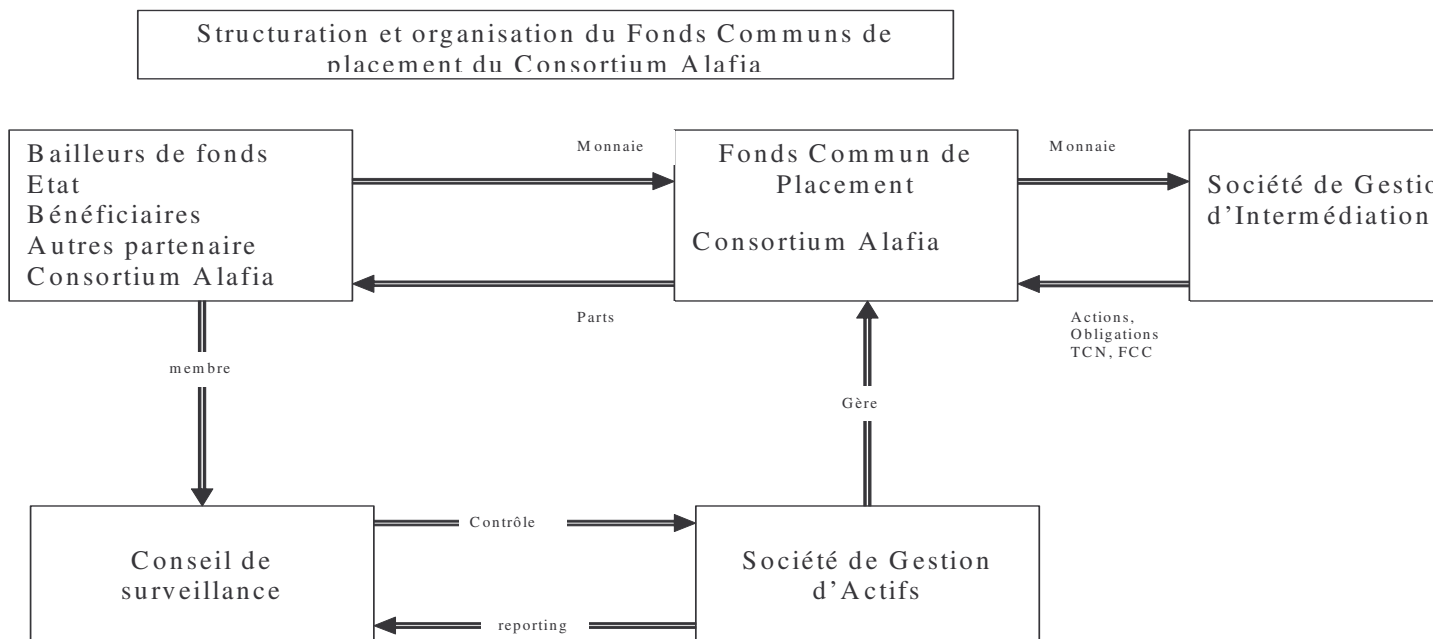 Structuration et organisation du Fonds Communs de
placement du Consortium Alafia
Bailleurs de fonds
Etat
Bénéficiaires
Autres partenaire
Consortium Alafia
Monnaie
Parts
Fonds Commun de
Placement
Consortium Alafia
Monnaie
Actions,
Obligations
TCN, FCC
Société de Gestio
d’Intermédiation
membre
Gère
Conseil de
surveillance
Contrôle
reporting
Société de Gestion
d’Actifs